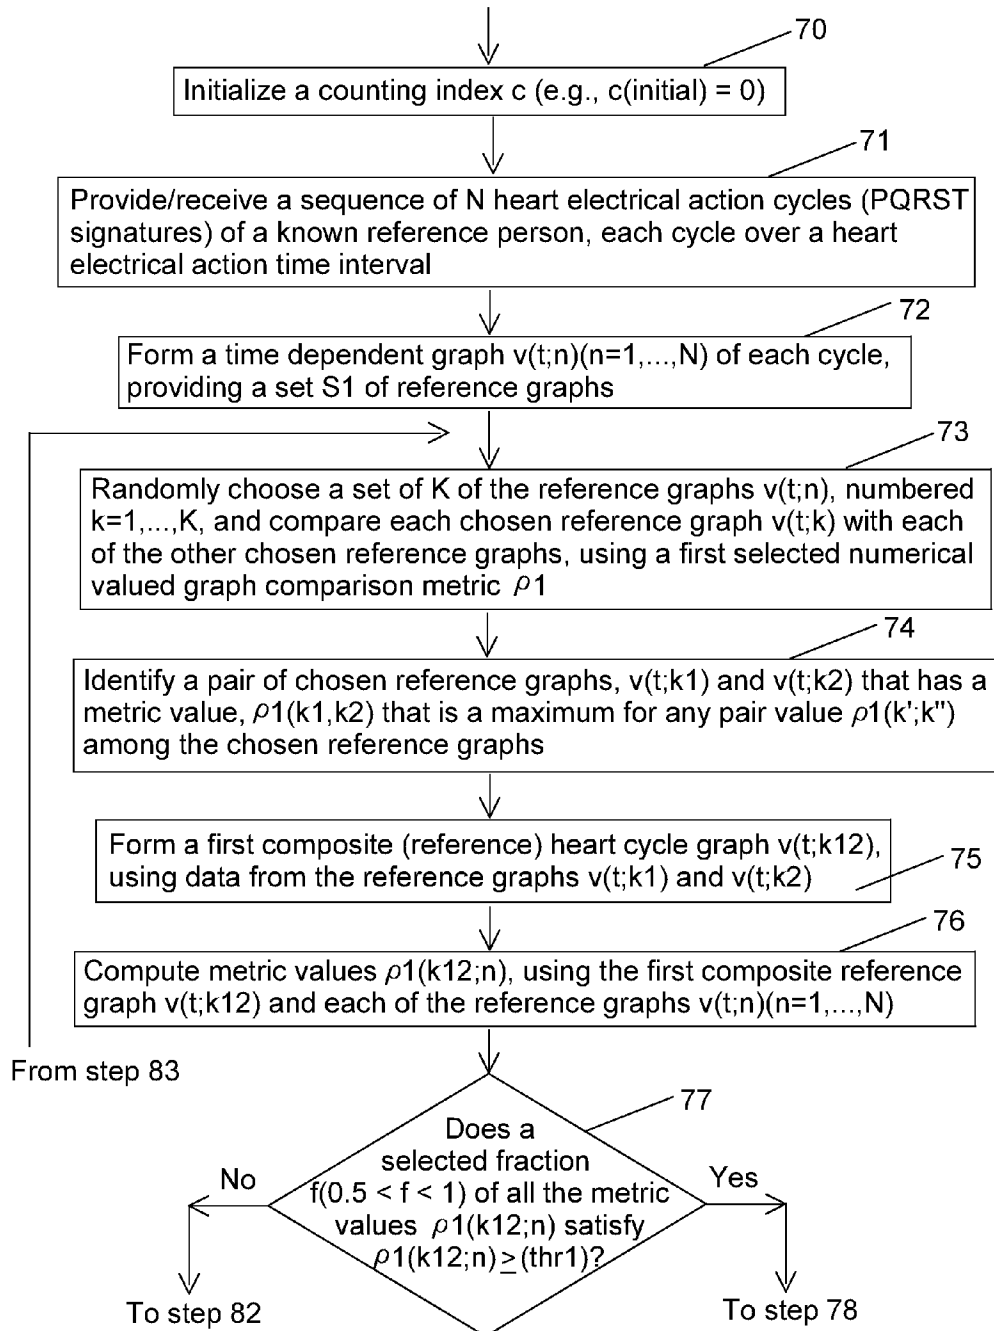 70
Initialize a counting index c (e.g., c(initial) = 0)
71
Provide/receive a sequence of N heart electrical action cycles (PQRST
signatures) of a known reference person, each cycle over a heart
electrical action time interval
72
Form a time dependent graph v(t;n)(n=1,...,N) of each cycle,
providing a set S1 of reference graphs
73
Randomly choose a set of K of the reference graphs v(t;n), numbered
k=1,...,K, and compare each chosen reference graph v(t;k) with each
of the other chosen reference graphs, using a first selected numerical
valued graph comparison metric ρ1
74
Identify a pair of chosen reference graphs, v(t;k1) and v(t;k2) that has a
metric value, ρ1(k1,k2) that is a maximum for any pair value ρ1(k';k'')
among the chosen reference graphs
Form a first composite (reference) heart cycle graph v(t;k12),
using data from the reference graphs v(t;k1) and v(t;k2)
75
76
Compute metric values ρ1(k12;n), using the first composite reference
graph v(t;k12) and each of the reference graphs v(t;n)(n=1,...,N)
From step 83
77
Does a
selected fraction
f(0.5 < f < 1) of all the metric
values ρ1(k12;n) satisfy
ρ1(k12;n)≥(thr1)?
No
Yes
To step 82
To step 78